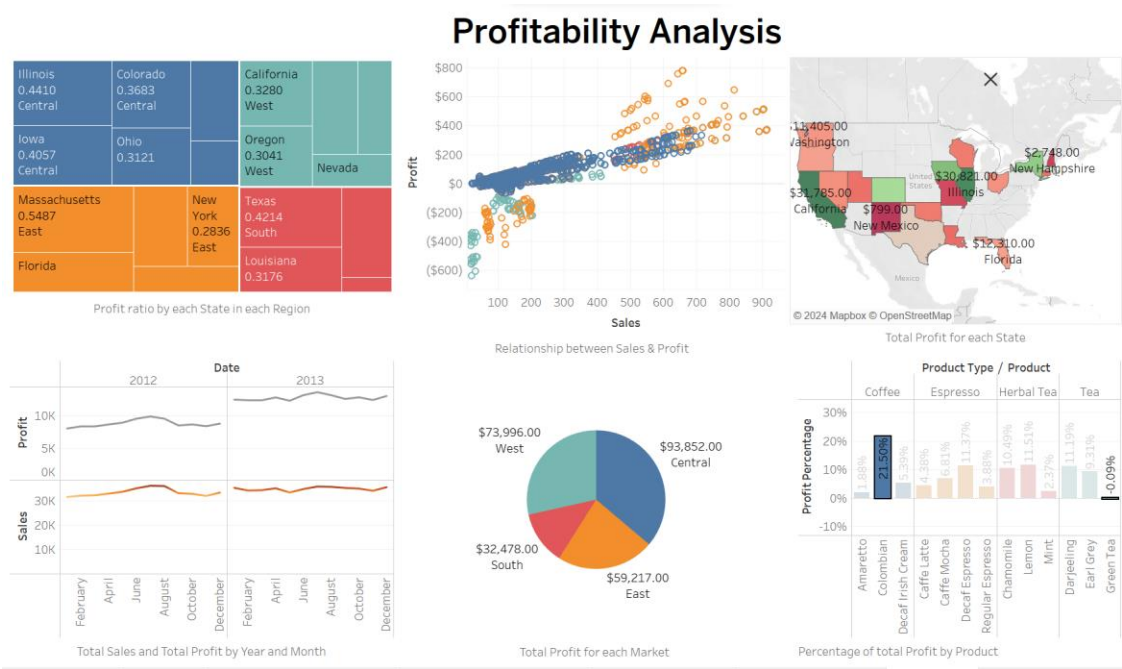 Profitability Analysis
Illinois
0.4410
Central
Colorado
0.3683
Central
California
0.3280
West
Iowa
0.4057
Central
Ohio
0.3121
Oregon
0.3041
West
Nevada
Massachusetts
0.5487
East
New
York
0.2836
East
Texas
0.4214
South
Florida
Louisiana
0.3176
Profit ratio by each State in each Region
Profit
$800
$600
$400
$200
$0
($200)
($400)
($600)
100 200 300 400 500 600 700 800 900
Sales
Relationship between Sales & Profit
11,405.00
Washington
$2,748.00
New Hampshire
United
States
$30,821.00
Illinois
$31,785.00
California
$799.00
New Mexico
$12,310.00
Florida
Mexico
© 2024 Mapbox © OpenStreetMap
Total Profit for each State
Date
2012 2013
Profit
10K
5K
0K
Sales
30K
20K
10K
February April June August October December February April June August October December
Total Sales and Total Profit by Year and Month
$73,996.00
West
$93,852.00
Central
$32,478.00
South
$59,217.00
East
Total Profit for each Market
Product Type / Product
Coffee Espresso Herbal Tea Tea
Profit Percentage
30%
20%
10%
0%
-10%
1.88% 21.50% 5.39% 4.38% 6.81% 11.37% 3.88% 10.49% 11.51% 2.27% 11.19% 9.31% -0.09%
Amaretto Colombian Decaf Irish Cream Caffe Latte Caffe Mocha Decaf Espresso Regular Espresso Chamomile Lemon Mint Darjeeling Earl Grey Green Tea
Percentage of total Profit by Product